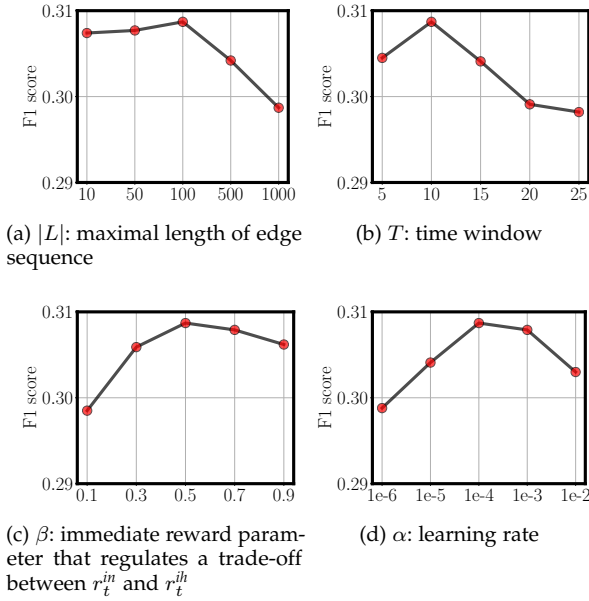 0.31
0.30
0.29
F1 score
10 50 100 500 1000
(a) |L|: maximal length of edge
sequence
0.31
0.30
0.29
F1 score
5 10 15 20 25
(b) T: time window
0.31
0.30
0.29
F1 score
0.1 0.3 0.5 0.7 0.9
(c) β: immediate reward param-
eter that regulates a trade-off
between r_t^{in} and r_t^{ih}
0.31
0.30
0.29
F1 score
1e-6 1e-5 1e-4 1e-3 1e-2
(d) α: learning rate